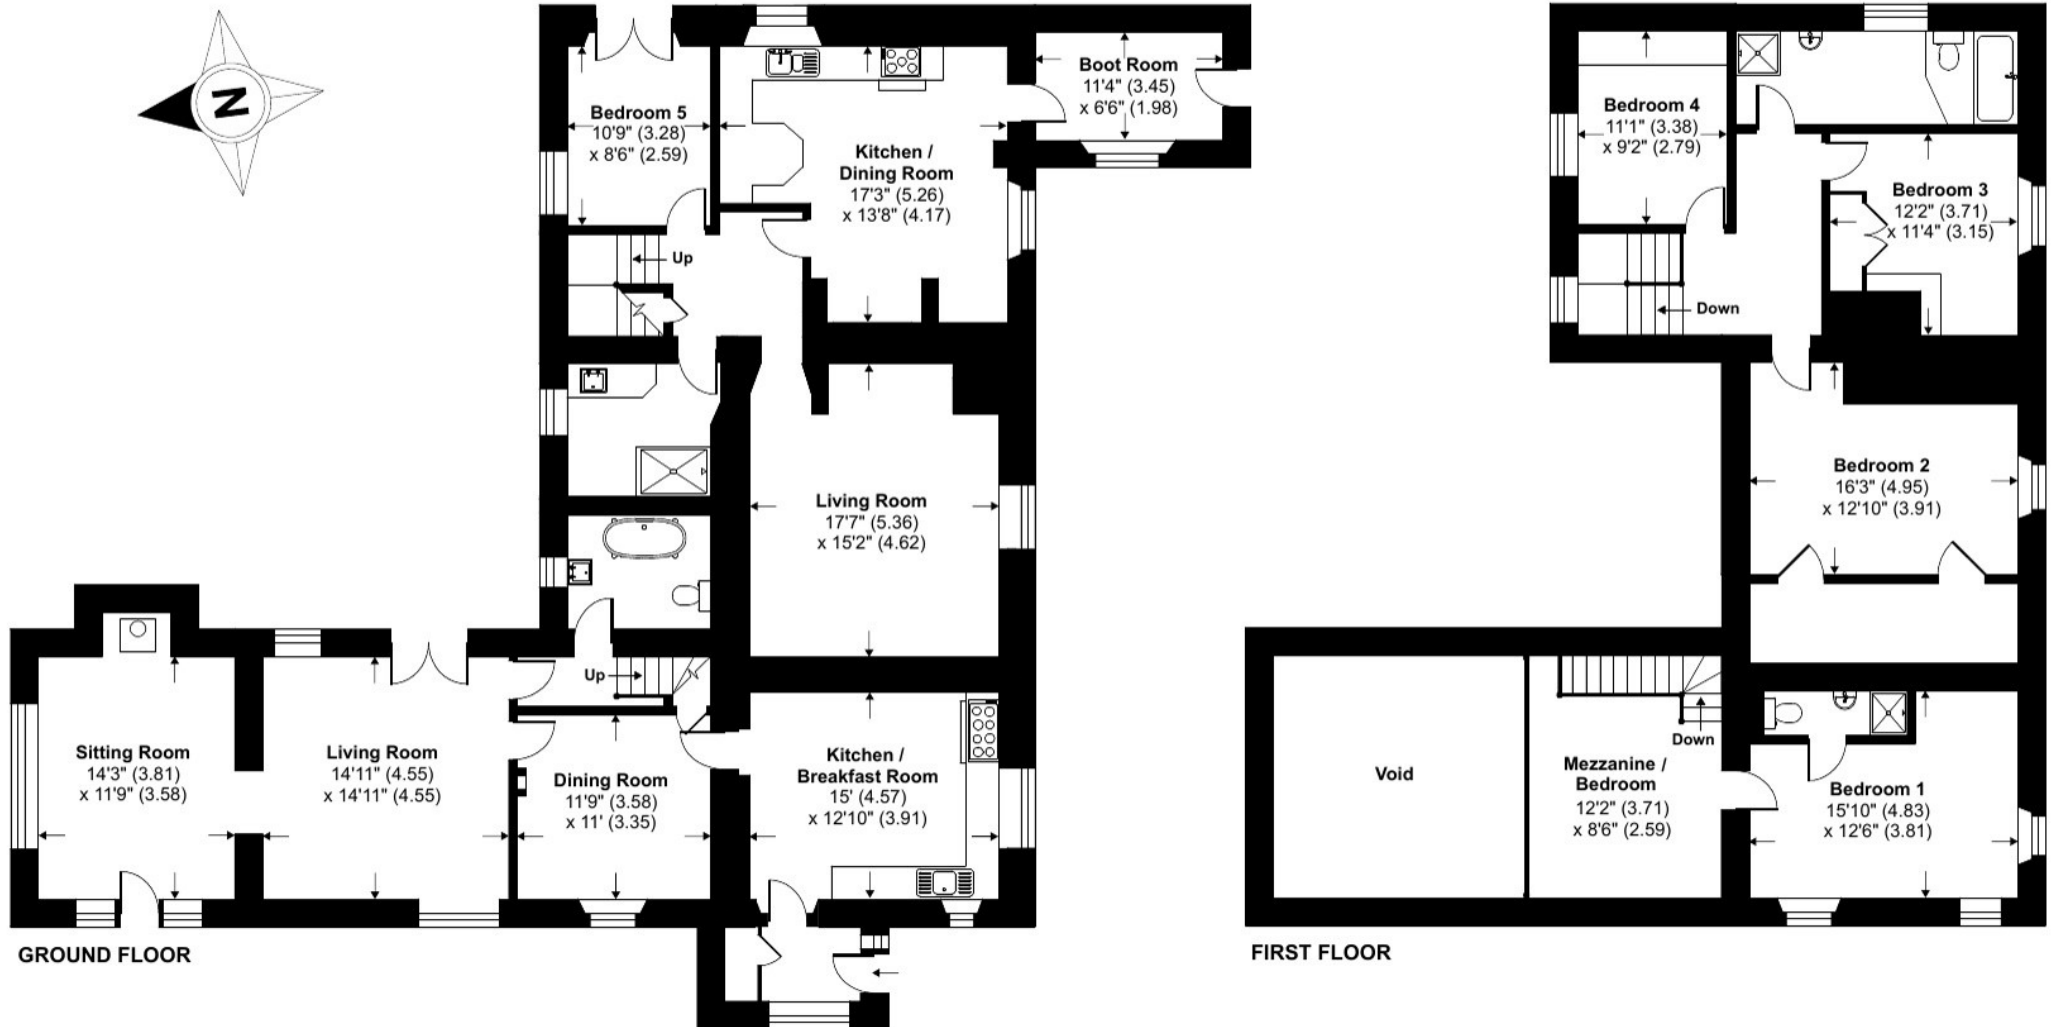 N
Bedroom 5
10'9" (3.28)
x 8'6" (2.59)
Kitchen /
Dining Room
17'3" (5.26)
x 13'8" (4.17)
Boot Room
11'4" (3.45)
x 6'6" (1.98)
Up
Living Room
17'7" (5.36)
x 15'2" (4.62)
Up
Sitting Room
14'3" (3.81)
x 11'9" (3.58)
Living Room
14'11" (4.55)
x 14'11" (4.55)
Dining Room
11'9" (3.58)
x 11' (3.35)
Kitchen /
Breakfast Room
15' (4.57)
x 12'10" (3.91)
GROUND FLOOR
Bedroom 4
11'1" (3.38)
x 9'2" (2.79)
Bedroom 3
12'2" (3.71)
x 11'4" (3.15)
Down
Bedroom 2
16'3" (4.95)
x 12'10" (3.91)
Void
Mezzanine /
Bedroom
12'2" (3.71)
x 8'6" (2.59)
Down
Bedroom 1
15'10" (4.83)
x 12'6" (3.81)
FIRST FLOOR